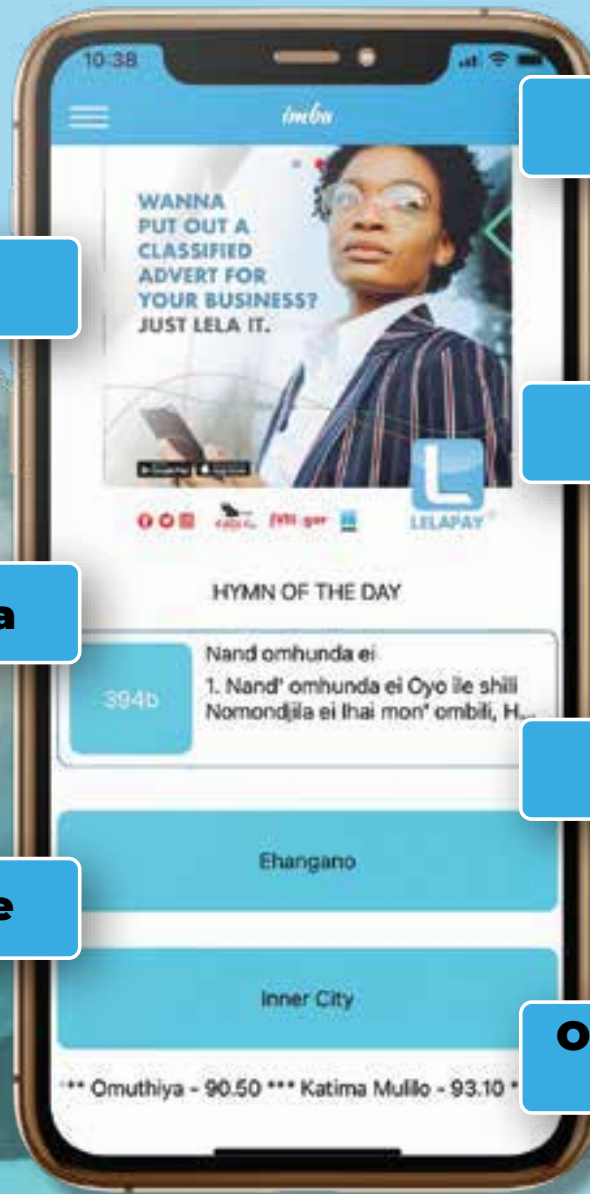 10:38
imba
WANNA
PUT OUT A
CLASSIFIED
ADVERT FOR
YOUR BUSINESS?
JUST LELA IT.
LELAPAY
HYMN OF THE DAY
394b
Nand omhunda ei
1. Nand' omhunda ei Oyo ile shili
Nomondjila ei Ihai mon' ombili, H...
a
Ehangano
e
Inner City
O
*** Omuthiya - 90.50 *** Katima Mulilo - 93.10 *